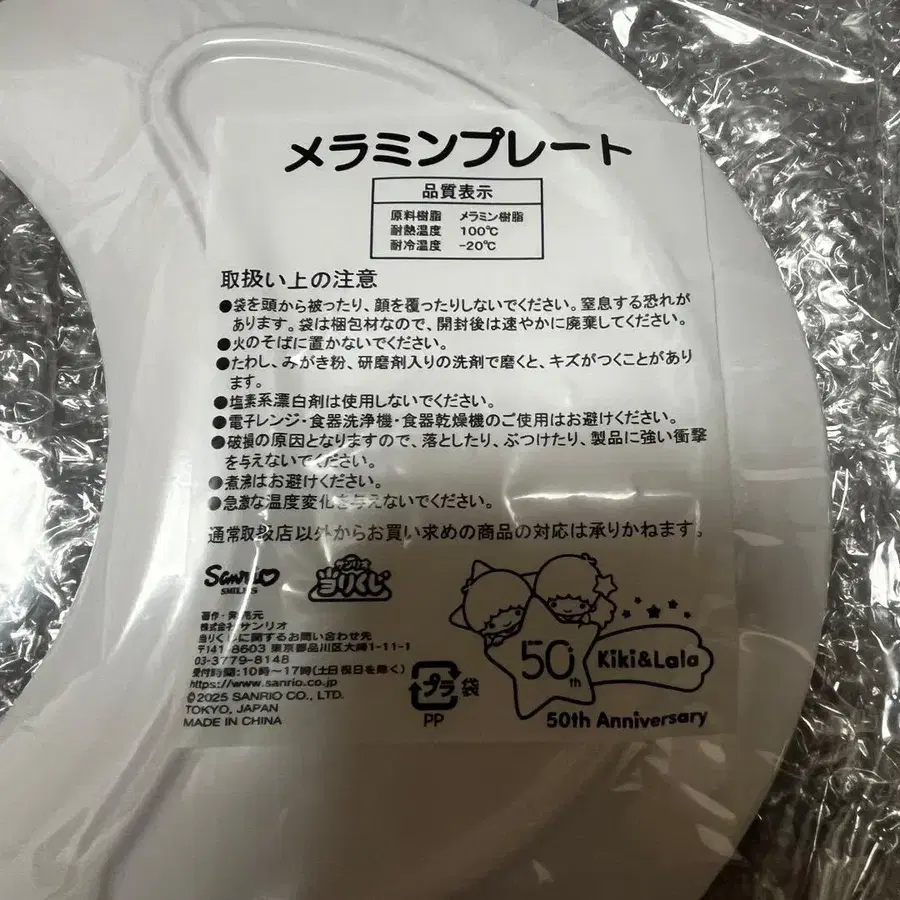 メラミンプレート
品質表示
原料樹脂 メラミン樹脂
耐熱温度 100℃
耐冷温度 -20℃
取扱い上の注意
●袋を頭から被ったり、顔を覆ったりしないでください。窒息する恐れが
あります。袋は梱包材なので、開封後は速やかに廃棄してください。
●火のそばに置かないでください。
●たわし、みがき粉、研磨剤入りの洗剤で磨くと、キズがつくことがあり
ます。
●塩素系漂白剤は使用しないでください。
●電子レンジ・食器洗浄機・食器乾燥機のご使用はお避けください。
●破損の原因となりますので、落としたり、ぶつけたり、製品に強い衝撃
を与えないでください。
●煮沸はお避けください。
●急激な温度変化を与えないでください。
通常取扱店以外からお買い求めの商品の対応は承りかねます。
Sanrio
SMILES
サンリオ
当りくじ
著作・発売元
株式会社サンリオ
当りくじに関するお問い合わせ先
〒141-8603 東京都品川区大崎1-11-1
03-3779-8148
受付時間:10時～17時(土日祝日を除く)
https://www.sanrio.co.jp
©2025 SANRIO CO., LTD.
TOKYO, JAPAN
MADE IN CHINA
プラ 袋
PP
50th
Kiki&Lala
50th Anniversary